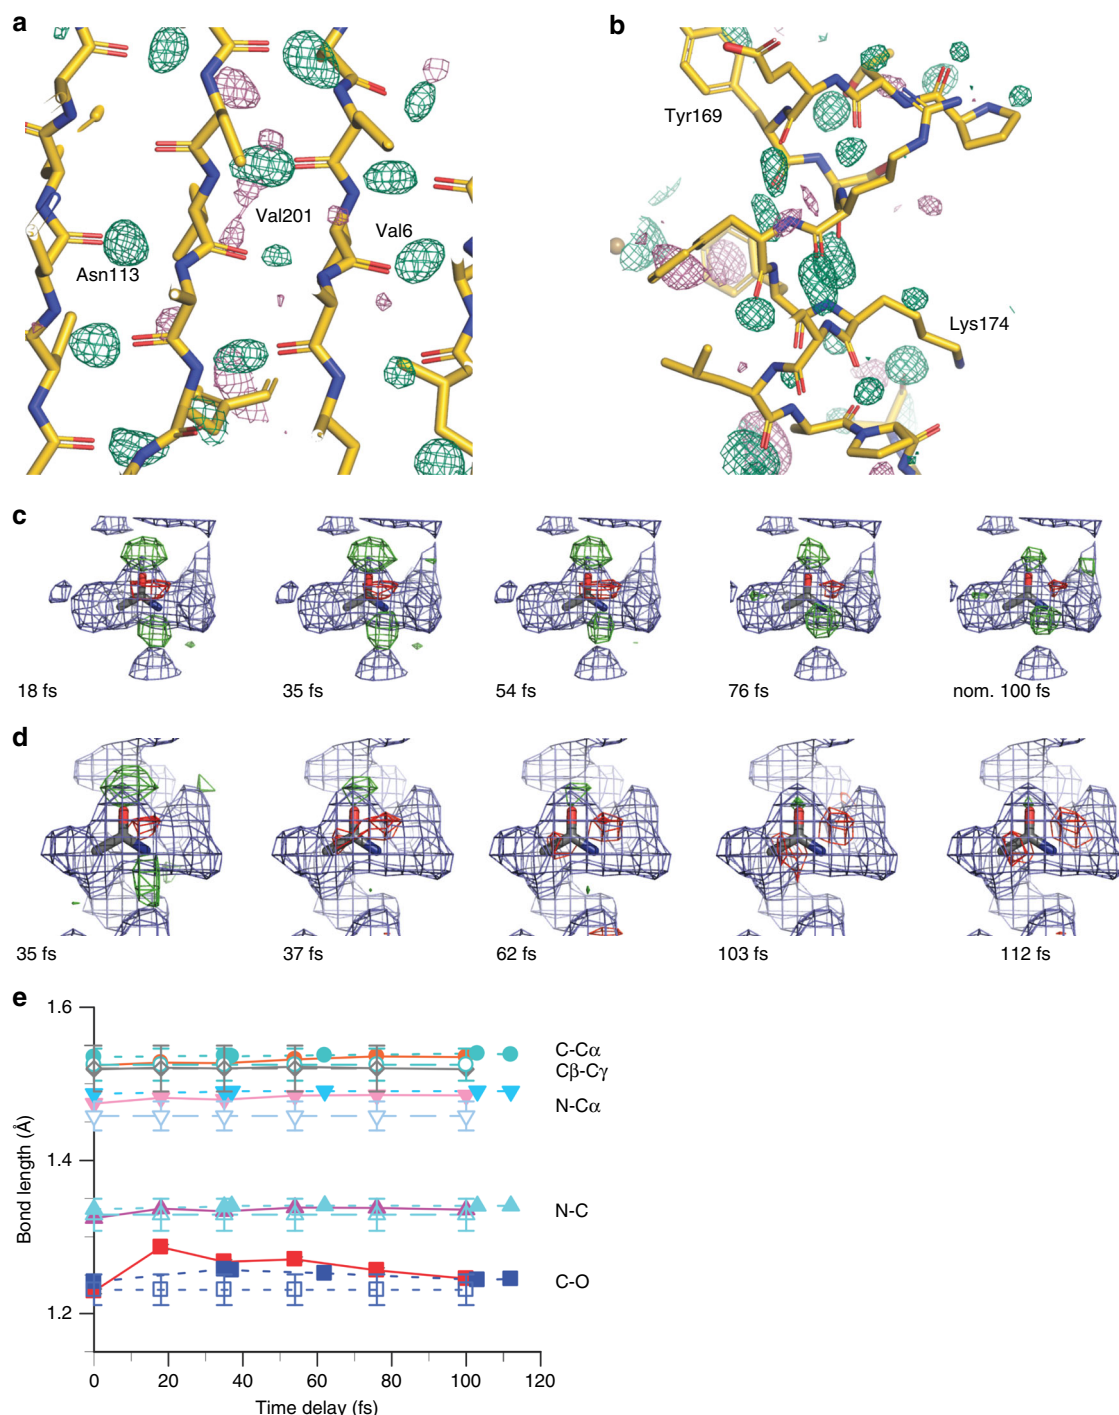 a
b
Tyr169
Val201
Val6
Asn113
Lys174
c
18 fs
35 fs
54 fs
76 fs
nom. 100 fs
d
35 fs
37 fs
62 fs
103 fs
112 fs
e
1.6
1.4
1.2
Bond length (Å)
C-Cα
Cβ-Cγ
N-Cα
N-C
C-O
0
20
40
60
80
100
120
Time delay (fs)